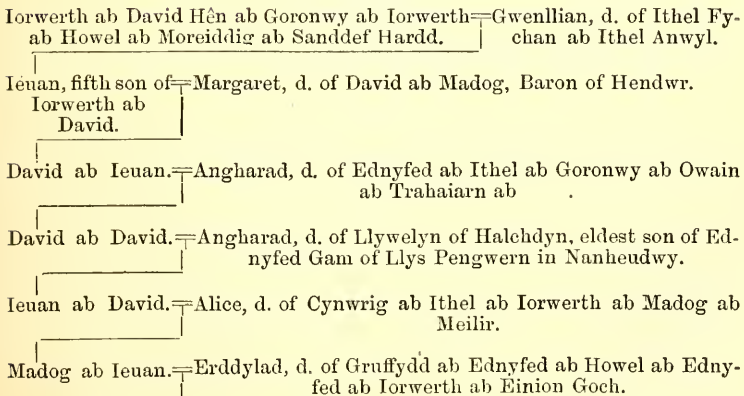 Iorwerth ab David Hên ab Goronwy ab Iorwerth=Gwenllian, d. of Ithel Fy-
ab Howel ab Moreiddig ab Sanddef Hardd. chan ab Ithel Anwyl.
Ieuan, fifth son of=Margaret, d. of David ab Madog, Baron of Hendwr.
Iorwerth ab
David.
David ab Ieuan.=Angharad, d. of Ednyfed ab Ithel ab Goronwy ab Owain
ab Trahaiarn ab .
David ab David.=Angharad, d. of Llywelyn of Halchdyn, eldest son of Ed-
nyfed Gam of Llys Pengwern in Nanheudwy.
Ieuan ab David.=Alice, d. of Cynwrig ab Ithel ab Iorwerth ab Madog ab
Meilir.
Madog ab Ieuan.=Erddylad, d. of Gruffydd ab Ednyfed ab Howel ab Edny-
fed ab Iorwerth ab Einion Goch.